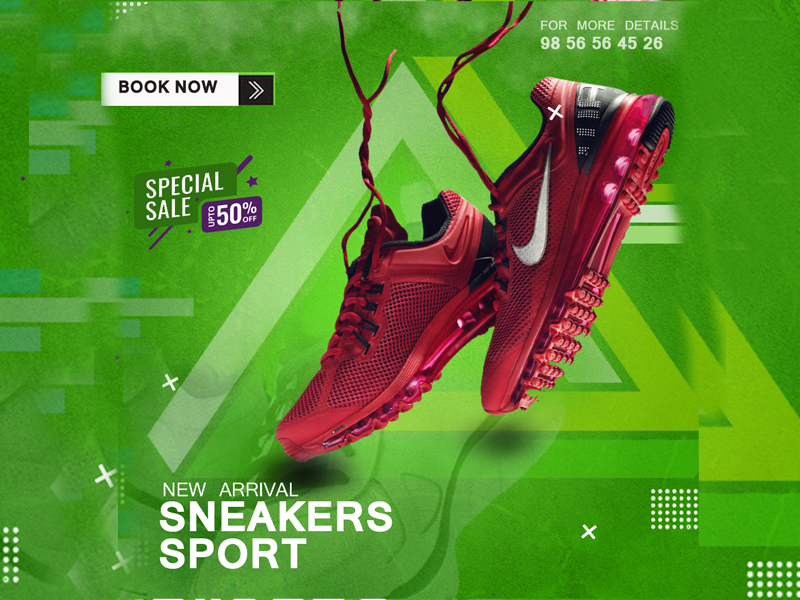 FOR MORE DETAILS
98 56 56 45 26
BOOK NOW
SPECIAL
SALE
UPTO
50%
OFF
NEW ARRIVAL
SNEAKERS
SPORT